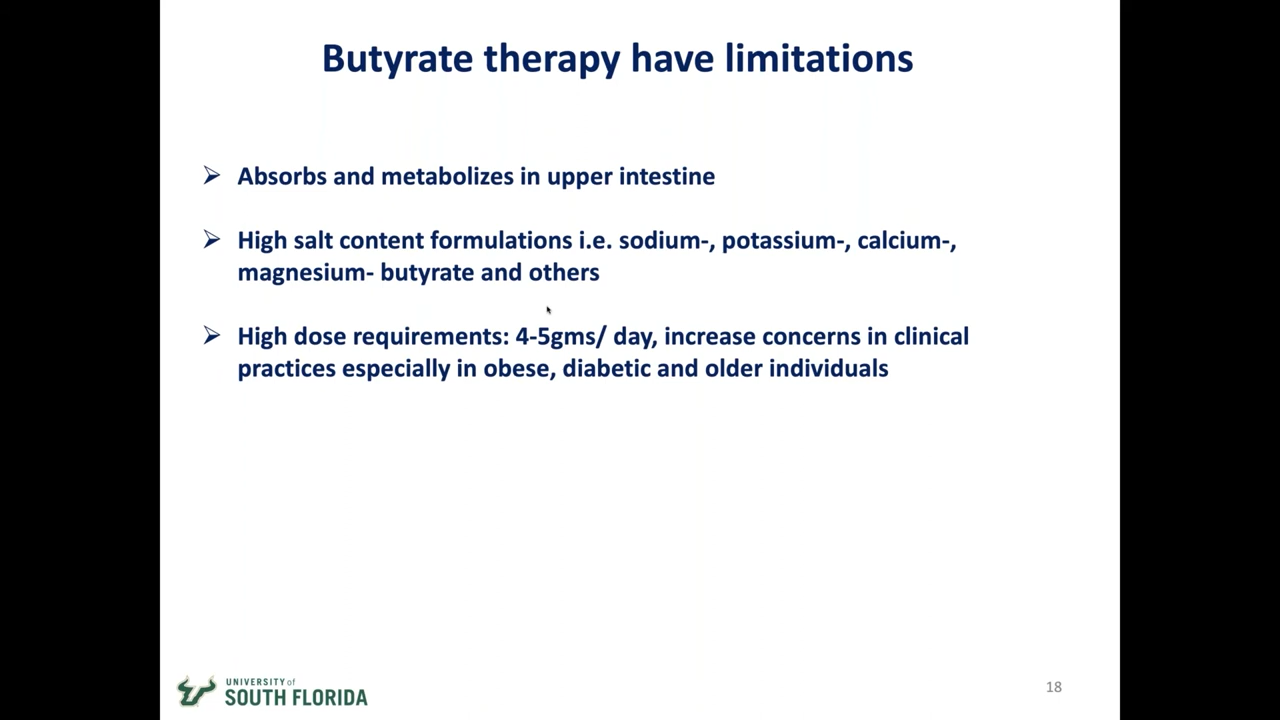 Butyrate therapy have limitations
➢ Absorbs and metabolizes in upper intestine
➢ High salt content formulations i.e. sodium-, potassium-, calcium-,
magnesium- butyrate and others
➢ High dose requirements: 4-5gms/ day, increase concerns in clinical
practices especially in obese, diabetic and older individuals
UNIVERSITY of
SOUTH FLORIDA
18